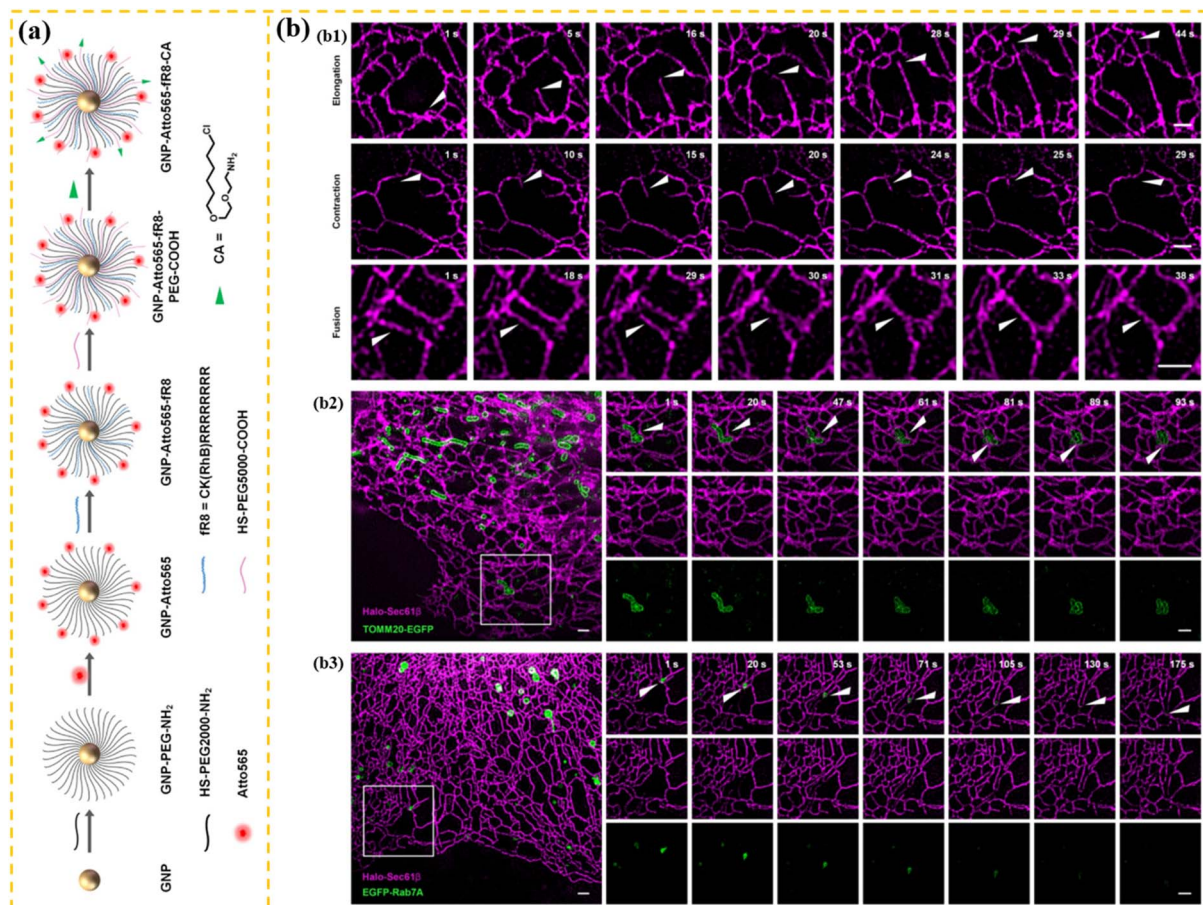 (a)
GNP
GNP-PEG-NH2
GNP-Atto565
GNP-Atto565-fR8
GNP-Atto565-fR8-
PEG-COOH
GNP-Atto565-fR8-CA
HS-PEG2000-NH2
Atto565
fR8 = CK(RhB)RRRRRRRR
HS-PEG5000-COOH
CA =
O
O
NH2
Cl
(b)
(b1)
Elongation
1 s
5 s
16 s
20 s
28 s
29 s
44 s
Contraction
1 s
10 s
15 s
20 s
24 s
25 s
29 s
Fusion
1 s
18 s
29 s
30 s
31 s
33 s
38 s
(b2)
Halo-Sec61β
TOMM20-EGFP
1 s
20 s
47 s
61 s
81 s
89 s
93 s
(b3)
Halo-Sec61β
EGFP-Rab7A
1 s
20 s
53 s
71 s
105 s
130 s
175 s